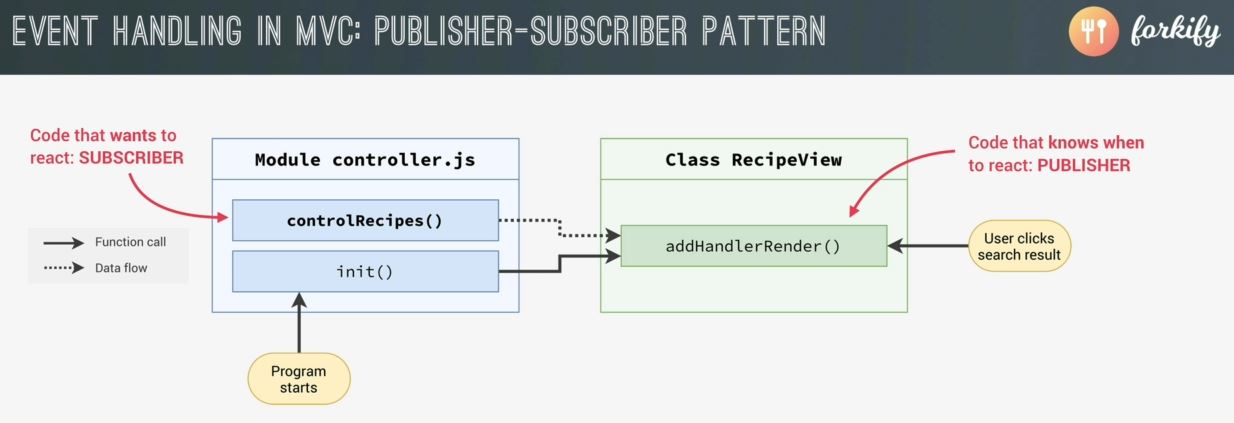 EVENT HANDLING IN MVC: PUBLISHER-SUBSCRIBER PATTERN
forkify
Code that wants to
react: SUBSCRIBER
Module controller.js
Class RecipeView
Code that knows when
to react: PUBLISHER
controlRecipes()
Function call
Data flow
init()
addHandlerRender()
User clicks
search result
Program
starts